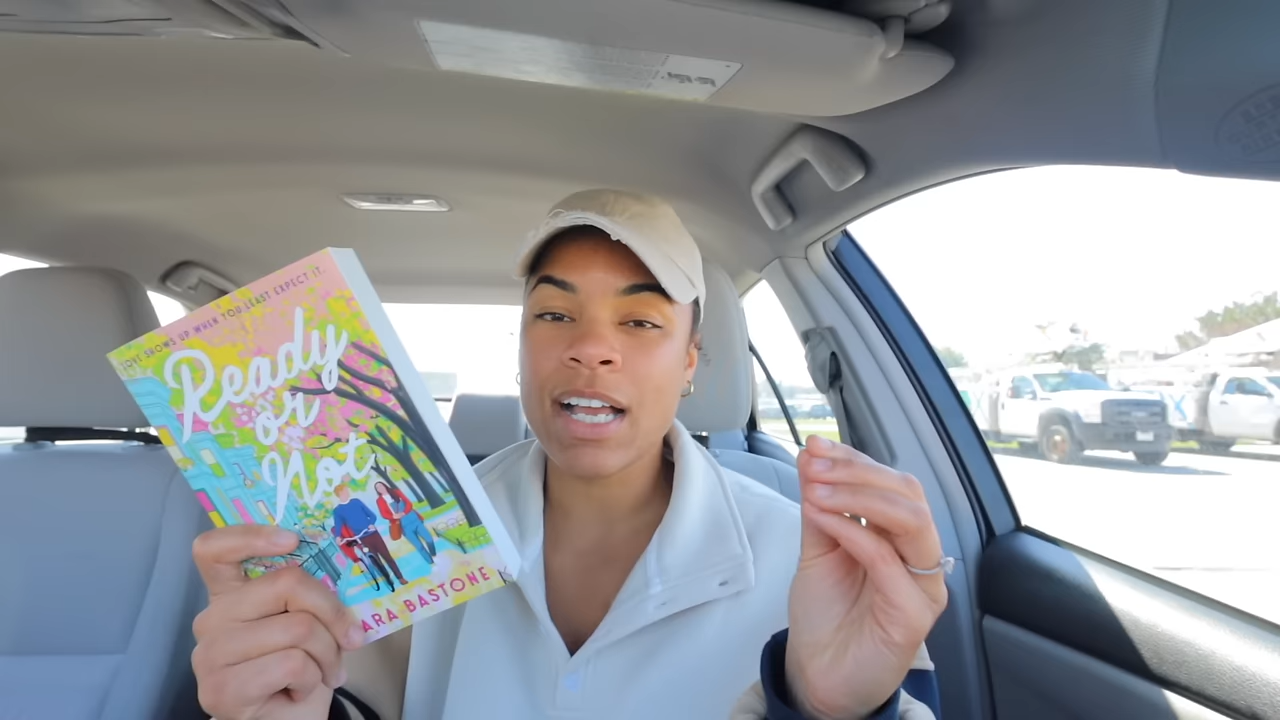 LOVE SHOWS UP WHEN YOU LEAST EXPECT IT.
Ready
or
Not
ARA BASTONE